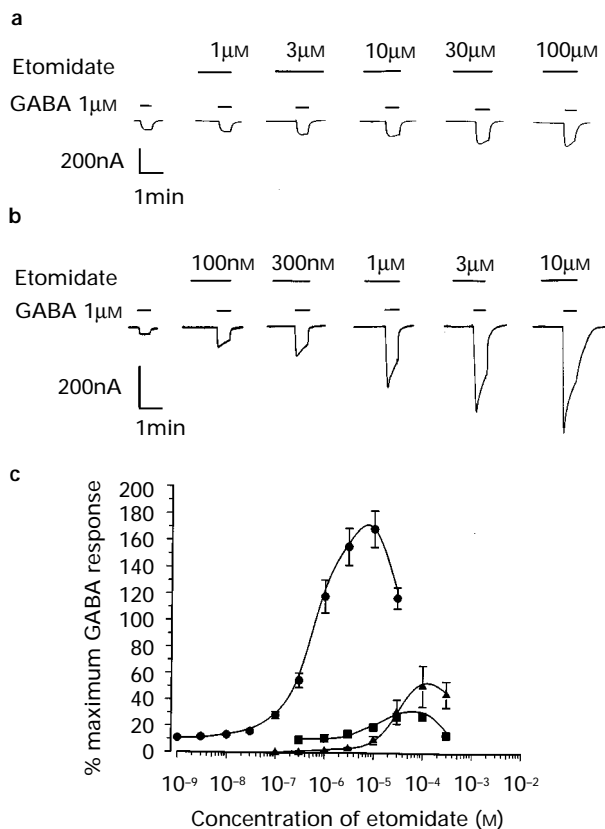 a
1µM 3µM 10µM 30µM 100µM
Etomidate
GABA 1µM
200nA
1min
b
100nM 300nM 1µM 3µM 10µM
Etomidate
GABA 1µM
200nA
1min
c
% maximum GABA response
200
180
160
140
120
100
80
60
40
20
0
10⁻⁹ 10⁻⁸ 10⁻⁷ 10⁻⁶ 10⁻⁵ 10⁻⁴ 10⁻³ 10⁻²
Concentration of etomidate (M)